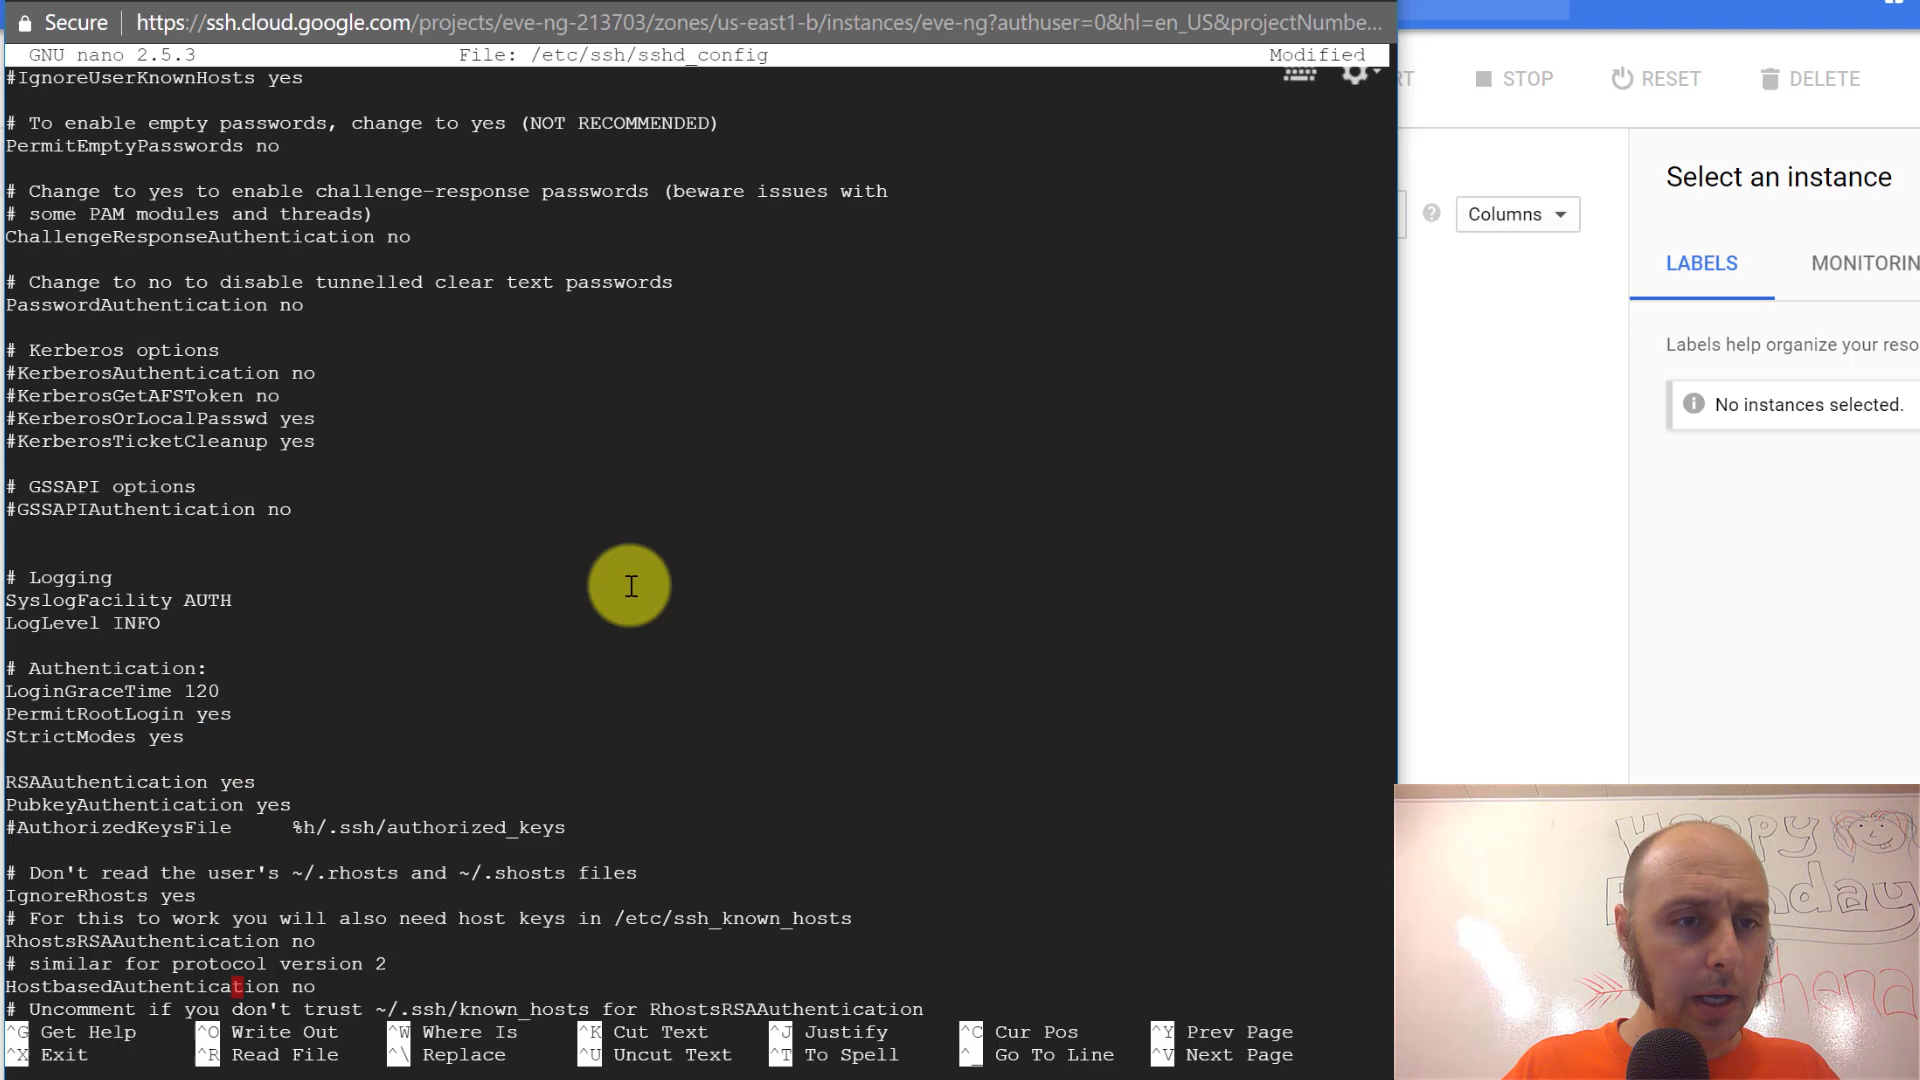 Secure https://ssh.cloud.google.com/projects/eve-ng-213703/zones/us-east1-b/instances/eve-ng?authuser=0&hl=en_US&projectNumbe...
GNU nano 2.5.3 File: /etc/ssh/sshd_config Modified
#IgnoreUserKnownHosts yes
# To enable empty passwords, change to yes (NOT RECOMMENDED)
PermitEmptyPasswords no
# Change to yes to enable challenge-response passwords (beware issues with
# some PAM modules and threads)
ChallengeResponseAuthentication no
# Change to no to disable tunnelled clear text passwords
PasswordAuthentication no
# Kerberos options
#KerberosAuthentication no
#KerberosGetAFSToken no
#KerberosOrLocalPasswd yes
#KerberosTicketCleanup yes
# GSSAPI options
#GSSAPIAuthentication no
# Logging
SyslogFacility AUTH
LogLevel INFO
# Authentication:
LoginGraceTime 120
PermitRootLogin yes
StrictModes yes
RSAAuthentication yes
PubkeyAuthentication yes
#AuthorizedKeysFile %h/.ssh/authorized_keys
# Don't read the user's ~/.rhosts and ~/.shosts files
IgnoreRhosts yes
# For this to work you will also need host keys in /etc/ssh_known_hosts
RhostsRSAAuthentication no
# similar for protocol version 2
HostbasedAuthentication no
# Uncomment if you don't trust ~/.ssh/known_hosts for RhostsRSAAuthentication
^G Get Help ^O Write Out ^W Where Is ^K Cut Text ^J Justify ^C Cur Pos ^Y Prev Page
^X Exit ^R Read File ^\ Replace ^U Uncut Text ^T To Spell ^_ Go To Line ^V Next Page
RT STOP RESET DELETE
Columns
Select an instance
LABELS MONITORIN
Labels help organize your reso
No instances selected.